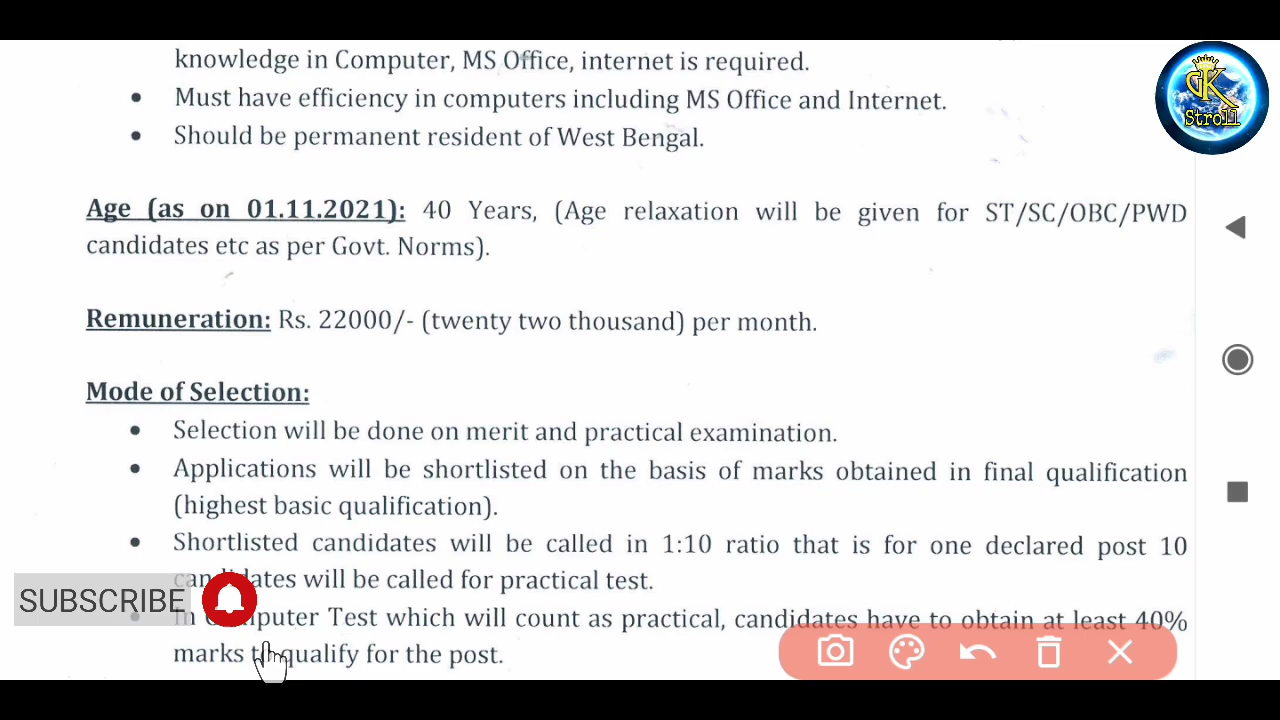 knowledge in Computer, MS Office, internet is required.
• Must have efficiency in computers including MS Office and Internet.
• Should be permanent resident of West Bengal.
Age (as on 01.11.2021): 40 Years, (Age relaxation will be given for ST/SC/OBC/PWD
candidates etc as per Govt. Norms).
Remuneration: Rs. 22000/- (twenty two thousand) per month.
Mode of Selection:
• Selection will be done on merit and practical examination.
• Applications will be shortlisted on the basis of marks obtained in final qualification
(highest basic qualification).
• Shortlisted candidates will be called in 1:10 ratio that is for one declared post 10
candidates will be called for practical test.
• In Computer Test which will count as practical, candidates have to obtain at least 40%
marks to qualify for the post.
SUBSCRIBE
GK
Stroll